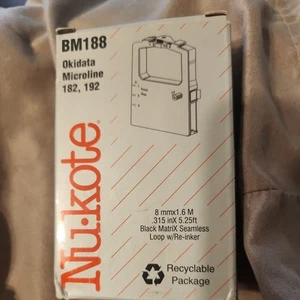 BM188
Okidata
Microline
182, 192
Nu-kote
8 mmx1.6 M
.315 inX 5.25ft
Black MatriX Seamless
Loop w/Re-inker
Recyclable
Package